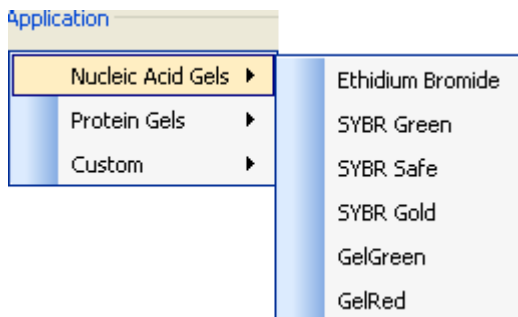 Application
Nucleic Acid Gels
Protein Gels
Custom
Ethidium Bromide
SYBR Green
SYBR Safe
SYBR Gold
GelGreen
GelRed